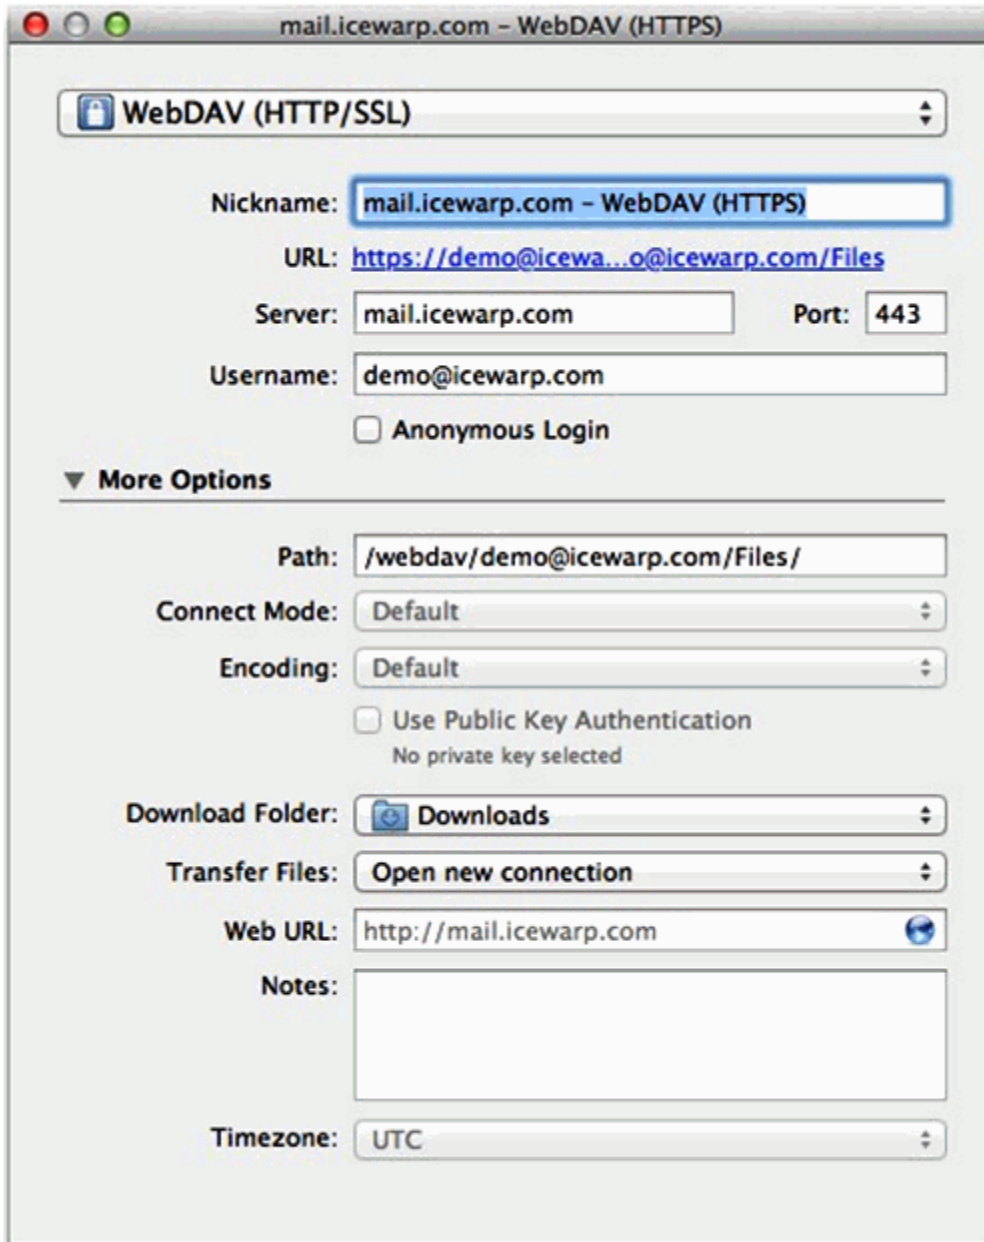 mail.icewarp.com – WebDAV (HTTPS)
WebDAV (HTTP/SSL)
Nickname: mail.icewarp.com – WebDAV (HTTPS)
URL: https://demo@icewa...o@icewarp.com/Files
Server: mail.icewarp.com Port: 443
Username: demo@icewarp.com
Anonymous Login
More Options
Path: /webdav/demo@icewarp.com/Files/
Connect Mode: Default
Encoding: Default
Use Public Key Authentication
No private key selected
Download Folder: Downloads
Transfer Files: Open new connection
Web URL: http://mail.icewarp.com
Notes:
Timezone: UTC